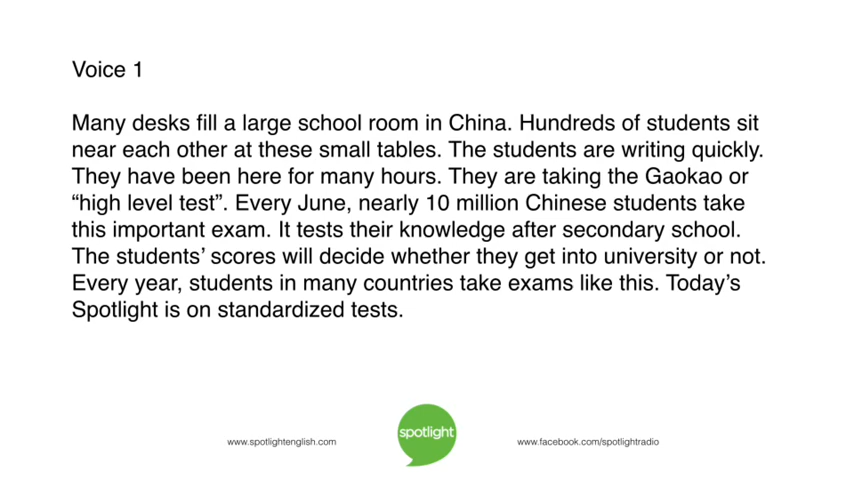 Voice 1
Many desks fill a large school room in China. Hundreds of students sit
near each other at these small tables. The students are writing quickly.
They have been here for many hours. They are taking the Gaokao or
“high level test”. Every June, nearly 10 million Chinese students take
this important exam. It tests their knowledge after secondary school.
The students’ scores will decide whether they get into university or not.
Every year, students in many countries take exams like this. Today’s
Spotlight is on standardized tests.
www.spotlightenglish.com
spotlight
www.facebook.com/spotlightradio